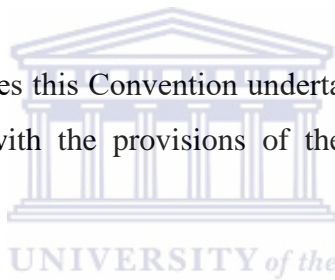 es this Convention underta
with the provisions of the
UNIVERSITY of the